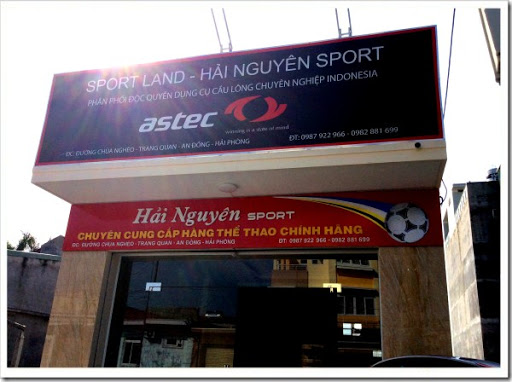 SPORT LAND - HẢI NGUYÊN SPORT
PHÂN PHỐI ĐỘC QUYỀN DỤNG CỤ CẦU LÔNG CHUYÊN NGHIỆP INDONESIA
astec
winning is a state of mind
ĐC: ĐƯỜNG CHÙA NGHÈO - TRANG QUAN - AN ĐỒNG - HẢI PHÒNG
ĐT: 0987 922 966 - 0982 881 699
Hải Nguyên SPORT
CHUYÊN CUNG CẤP HÀNG THỂ THAO CHÍNH HÃNG
ĐC: ĐƯỜNG CHÙA NGHÈO - TRANG QUAN - AN ĐỒNG - HẢI PHÒNG
ĐT: 0987 922 966 - 0982 881 699